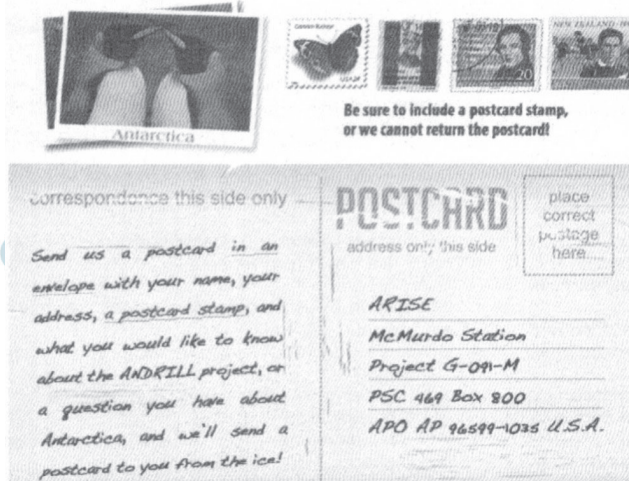 Antarctica
USA
20
NEW ZEALAND
Be sure to include a postcard stamp,
or we cannot return the postcard!
correspondence this side only
Send us a postcard in an
envelope with your name, your
address, a postcard stamp, and
what you would like to know
about the ANDRILL project, or
a question you have about
Antarctica, and we'll send a
postcard to you from the ice!
POSTCARD
address only this side
place
correct
postage
here
ARISE
McMurdo Station
Project G-091-M
PSC 469 Box 800
APO AP 96599-1035 U.S.A.